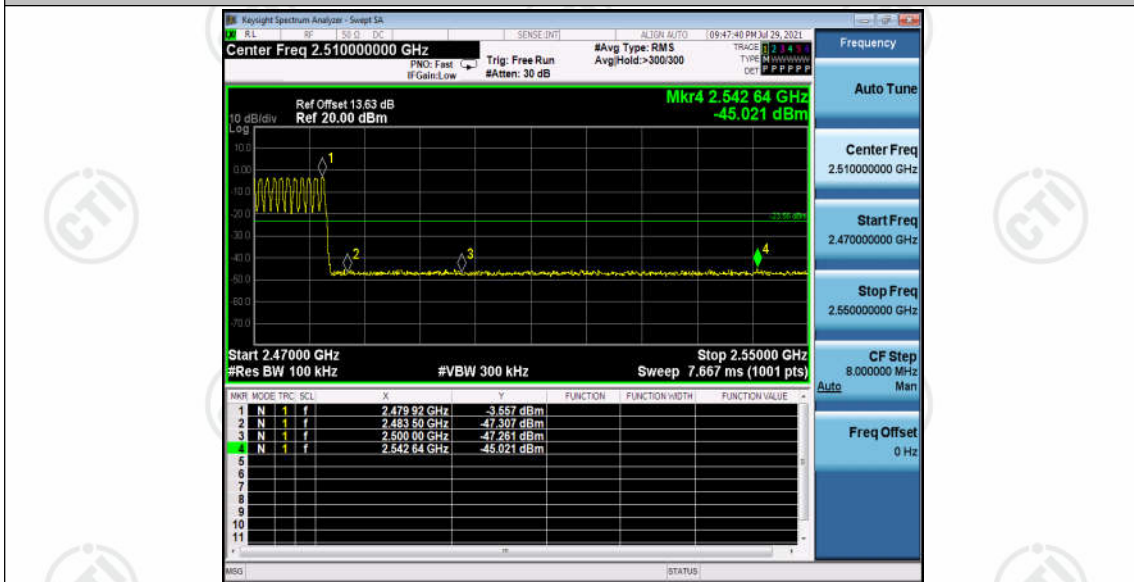 Keysight Spectrum Analyzer - Swept SA
RL RF 50 Ω DC SENSE:INT ALIGN AUTO 09:47:40 PM Jul 29, 2021
Center Freq 2.510000000 GHz
PNO: Fast
IFGain:Low
Trig: Free Run
#Atten: 30 dB
#Avg Type: RMS
Avg|Hold:>300/300
TRACE 1 2 3 4 5 6
TYPE M WWWWW
DET P P P P P P
Frequency
Auto Tune
Center Freq
2.510000000 GHz
Start Freq
2.470000000 GHz
Stop Freq
2.550000000 GHz
CF Step
8.000000 MHz
Auto Man
Freq Offset
0 Hz
Mkr4 2.542 64 GHz
-45.021 dBm
Ref Offset 13.63 dB
10 dB/div Ref 20.00 dBm
Log
10.0
0.00
-10.0
-20.0
-30.0
-40.0
-50.0
-60.0
-70.0
1
2
3
4
-23.56 dBm
Start 2.47000 GHz Stop 2.55000 GHz
#Res BW 100 kHz #VBW 300 kHz Sweep 7.667 ms (1001 pts)
MKR MODE TRC SCL X Y FUNCTION FUNCTION WIDTH FUNCTION VALUE
1 N 1 f 2.479 92 GHz -3.557 dBm
2 N 1 f 2.483 50 GHz -47.307 dBm
3 N 1 f 2.500 00 GHz -47.261 dBm
4 N 1 f 2.542 64 GHz -45.021 dBm
5
6
7
8
9
10
11
MSG STATUS
CTI
CTI